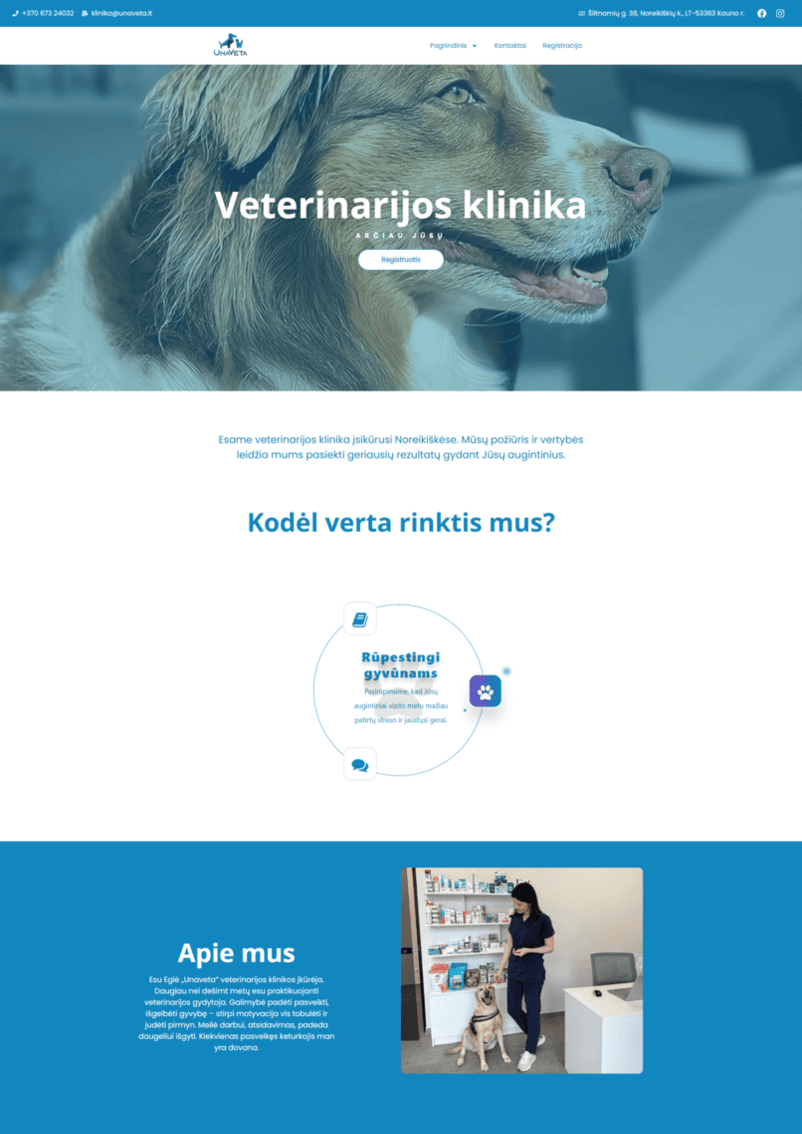 +370 673 24032 klinika@unaveta.lt
Šiltnamių g. 38, Noreikiškių k., LT-53363 Kauno r.
UNAVETA
Pagrindinis Kontaktai Registracija
Veterinarijos klinika
ARČIAU JŪSŲ
Registruotis
Esame veterinarijos klinika įsikūrusi Noreikiškėse. Mūsų požiūris ir vertybės
leidžia mums pasiekti geriausių rezultatų gydant Jūsų augintinius.
Kodėl verta rinktis mus?
Rūpestingi
gyvūnams
Pasirūpinsime, kad Jūsų
augintiniai vizito metu mažiau
patirtų streso ir jaustųsi gerai.
Apie mus
Esu Eglė „Unaveta“ veterinarijos klinikos įkūrėja.
Daugiau nei dešimt metų esu praktikuojanti
veterinarijos gydytoja. Galimybė padėti pasveikti,
išgelbėti gyvybę – stirpi motyvacija vis tobulėti ir
judėti pirmyn. Meilė darbui, atsidavimas, padeda
daugeliui išgyti. Kiekvienas pasveikęs keturkojis man
yra dovana.